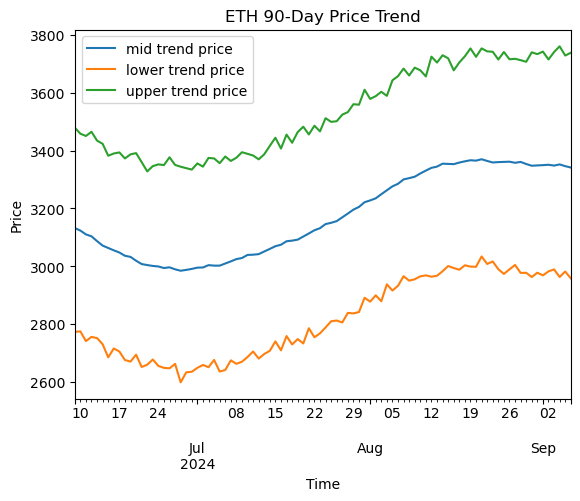 ETH 90-Day Price Trend
mid trend price
lower trend price
upper trend price
Price
3800
3600
3400
3200
3000
2800
2600
10 17 24 08 15 22 29 05 12 19 26 02
Jul Aug Sep
2024
Time